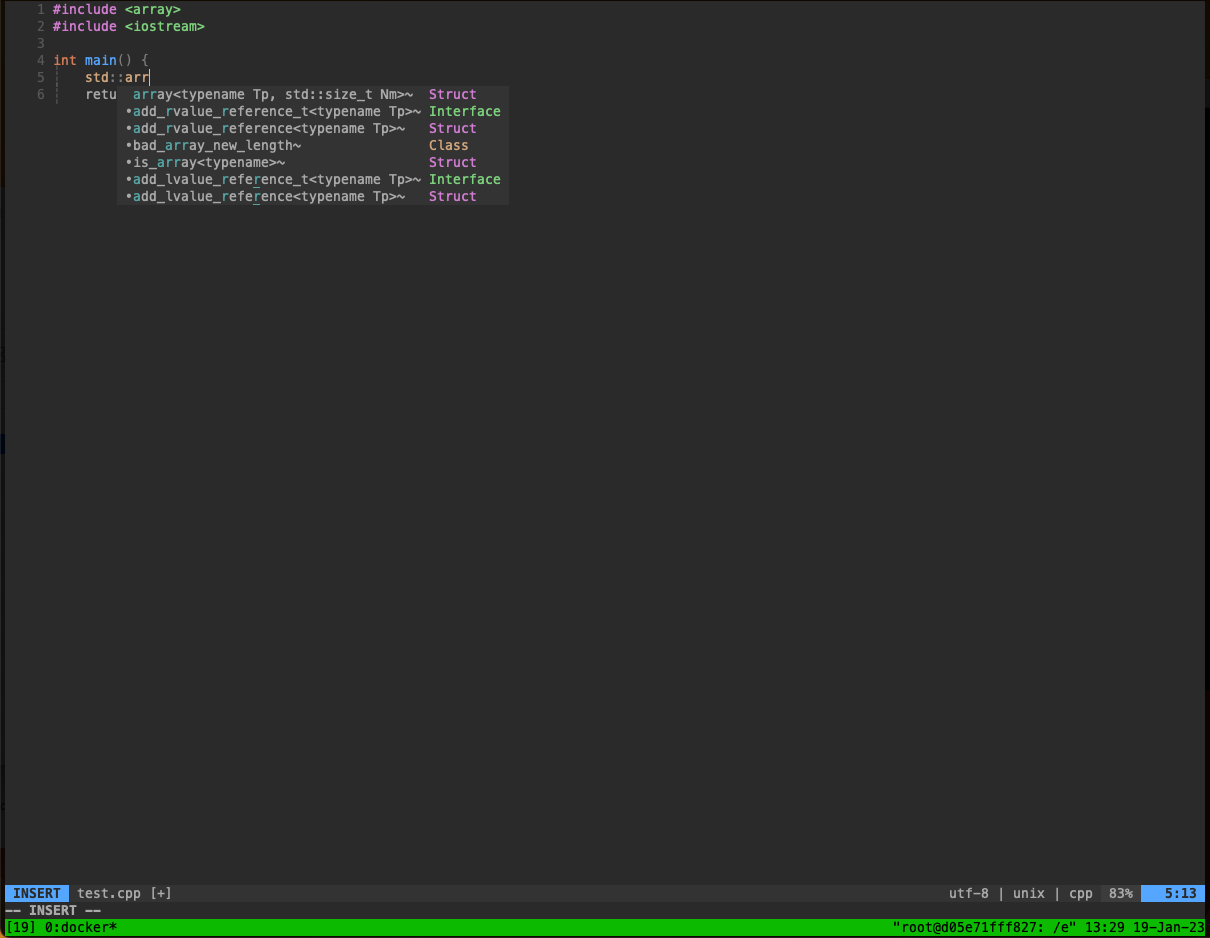 1 #include <array>
2 #include <iostream>
3
4 int main() {
5 std::arr
6 retu array<typename Tp, std::size_t Nm>~ Struct
•add_rvalue_reference_t<typename Tp>~ Interface
•add_rvalue_reference<typename Tp>~ Struct
•bad_array_new_length~ Class
•is_array<typename>~ Struct
•add_lvalue_reference_t<typename Tp>~ Interface
•add_lvalue_reference<typename Tp>~ Struct
INSERT test.cpp [+] utf-8 | unix | cpp 83% 5:13
-- INSERT --
[19] 0:docker* "root@d05e71fff827: /e" 13:29 19-Jan-23